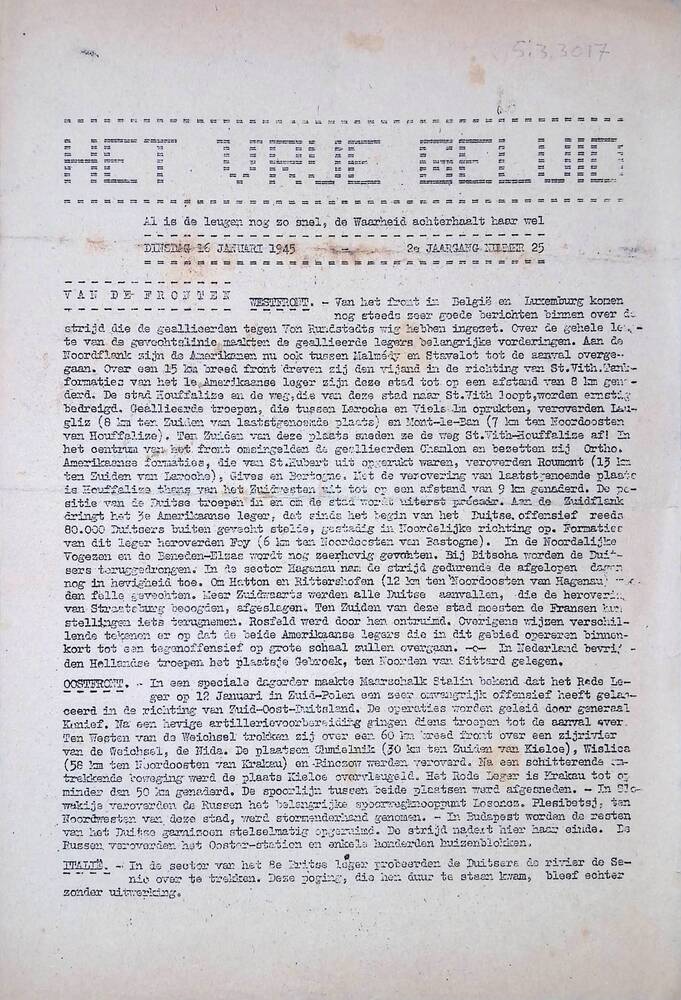 5.3.3017
HET VRIJE GELUID
Al is de leugen nog zo snel, de Waarheid achterhaalt haar wel
DINSDAG 16 JANUARI 1945 - - 2e JAARGANG NUMMER 25
VAN DE FRONTEN
WESTFRONT. - Van het front in België en Luxemburg komen
nog steeds zeer goede berichten binnen over de
strijd die de geallieerden tegen Von Rundstedts wig hebben ingezet. Over de gehele
te van de gevechtslinie maakten de geallieerde legers belangrijke vorderingen. Aan de
Noordflank zijn de Amerikanen nu ook tussen Malmédy en Stavelot tot de aanval overge-
gaan. Over een 15 km breed front dreven zij den vijand in de richting van St.Vith. Tank-
formaties van het 1e Amerikaanse leger zijn deze stad tot op een afstand van 8 km gena-
derd. De stad Houffalize en de weg,die van deze stad naar St.Vith loopt,worden ernstig
bedreigd. Geallieerde troepen, die tussen Laroche en Viels Im oprukten, veroverden
gliz (8 km ten Zuiden van laatstgenoemde plaats) en Mont-le-Ban (7 km ten Noordoosten
van Houffalize). Ten Zuiden van deze plaats sneden ze de weg St.Vith-Houffalize af! In
het centrum van het front omsingelden de geallieerden Chamlon en bezetten zij Ortho.
Amerikaanse formaties, die van St.Hubert uit opgerukt waren, veroverden Roumont (13 km
ten Zuiden van Laroche), Gives en Bertogne. Met de verovering van laatstgenoemde plaats
is Houffalize thans van het Zuidwesten uit tot op een afstand van 9 km genaderd. De po-
sitie van de Duitse troepen in en om de stad wordt uiterst precair. Aan de Zuidflank
dringt het 3e Amerikaanse leger, dat sinds het begin van het Duitse offensief reeds
80.000 Duitsers buiten gevecht stelde, gestadig in Noordelijke richting op. Formaties
van dit leger heroverden Foy (6 km ten Noordoosten van Bastogne). In de Noordelijke
Vogezen en de Beneden-Elzas wordt nog zeerhevig gevochten. Bij Bitscha worden de Duit-
sers teruggedrongen. In de sector Hagenau nam de strijd gedurende de afgelopen dagen
nog in hevigheid toe. Om Hatten en Rittershofen (12 km ten Noordoosten van Hagenau)
den felle gevechten. Meer Zuidwaarts werden alle Duitse aanvallen, die de herovering
van Straatsburg beoogden, afgeslagen. Ten Zuiden van deze stad moesten de Fransen hun
stellingen iets terugnemen. Rosfeld werd door hen ontruimd. Overigens wijzen verschil-
lende tekenen er op dat de beide Amerikaanse legers die in dit gebied opereren binnen-
kort tot een tegenoffensief op grote schaal zullen overgaan. -o- In Nederland bevrij-
den Hollandse troepen het plaatsje Gebroek, ten Noorden van Sittard gelegen.
OOSTFRONT. - In een speciale dagorder maakte Maarschalk Stalin bekend dat het Rode Le-
ger op 12 Januari in Zuid-Polen een zeer omvangrijk offensief heeft gelan-
ceerd in de richting van Zuid-Oost-Duitsland. De operaties worden geleid door generaal
Konief. Na een hevige artillerievoorbereiding gingen diens troepen tot de aanval over.
Ten Westen van de Weichsel trokken zij over een 60 km breed front over een zijrivier
van de Weichsel, de Nida. De plaatsen Chmielnik (30 km ten Zuiden van Kielce), Wislica
(58 km ten Noordoosten van Krakau) en Pinczow werden veroverd. Na een schitterende om-
trekkende beweging werd de plaats Kielce overvleugeld. Het Rode Leger is Krakau tot op
minder dan 50 km genaderd. De spoorlijn tussen beide plaatsen werd afgesneden. - In Slo-
wakije veroverden de Russen het belangrijke spoorwegknooppunt Losoncz. Plesibetsj, ten
Noordwesten van deze stad, werd stormenderhand genomen. - In Budapest worden de resten
van het Duitse garnizoen stelselmatig opgeruimd. De strijd nadert hier haar einde. De
Russen veroverden het Ooster-station en enkele honderden huizenblokken.
ITALIË. - In de sector van het 8e Britse leger probeerden de Duitsers de rivier de Se-
nio over te trekken. Deze poging, die hen duur te staan kwam, bleef echter
zonder uitwerking.